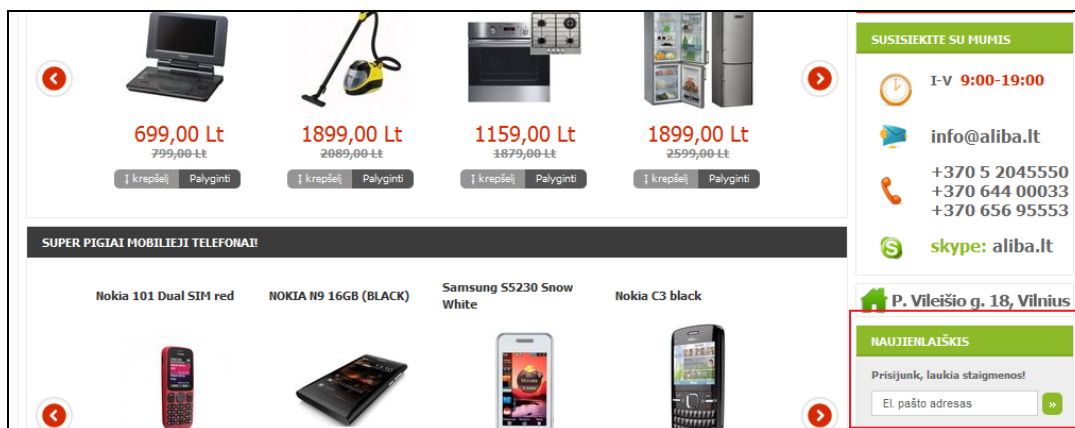 699,00 Lt
799,00 Lt
Į krepšelį Palyginti
1899,00 Lt
2089,00 Lt
Į krepšelį Palyginti
1159,00 Lt
1879,00 Lt
Į krepšelį Palyginti
1899,00 Lt
2599,00 Lt
Į krepšelį Palyginti
SUPER PIGIAI MOBILIEJI TELEFONAI!
Nokia 101 Dual SIM red
NOKIA N9 16GB (BLACK)
Samsung S5230 Snow
White
Nokia C3 black
SUSISIEKITE SU MUMIS
I-V 9:00-19:00
info@aliba.lt
+370 5 2045550
+370 644 00033
+370 656 95553
skype: aliba.lt
P. Vileišio g. 18, Vilnius
NAUJIENLAIŠKIS
Prisijunk, laukia staigmenos!
El. pašto adresas
»